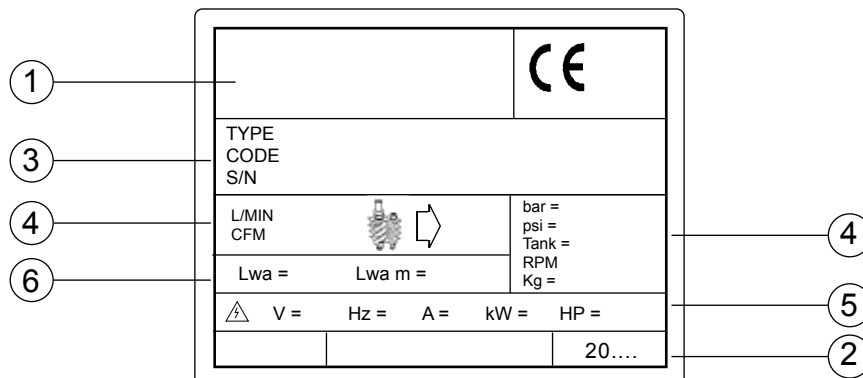 1
CE
3
TYPE
CODE
S/N
4
L/MIN
CFM
bar =
psi =
Tank =
RPM
Kg =
4
6
Lwa = Lwa m =
V = Hz = A = kW = HP =
5
20....
2